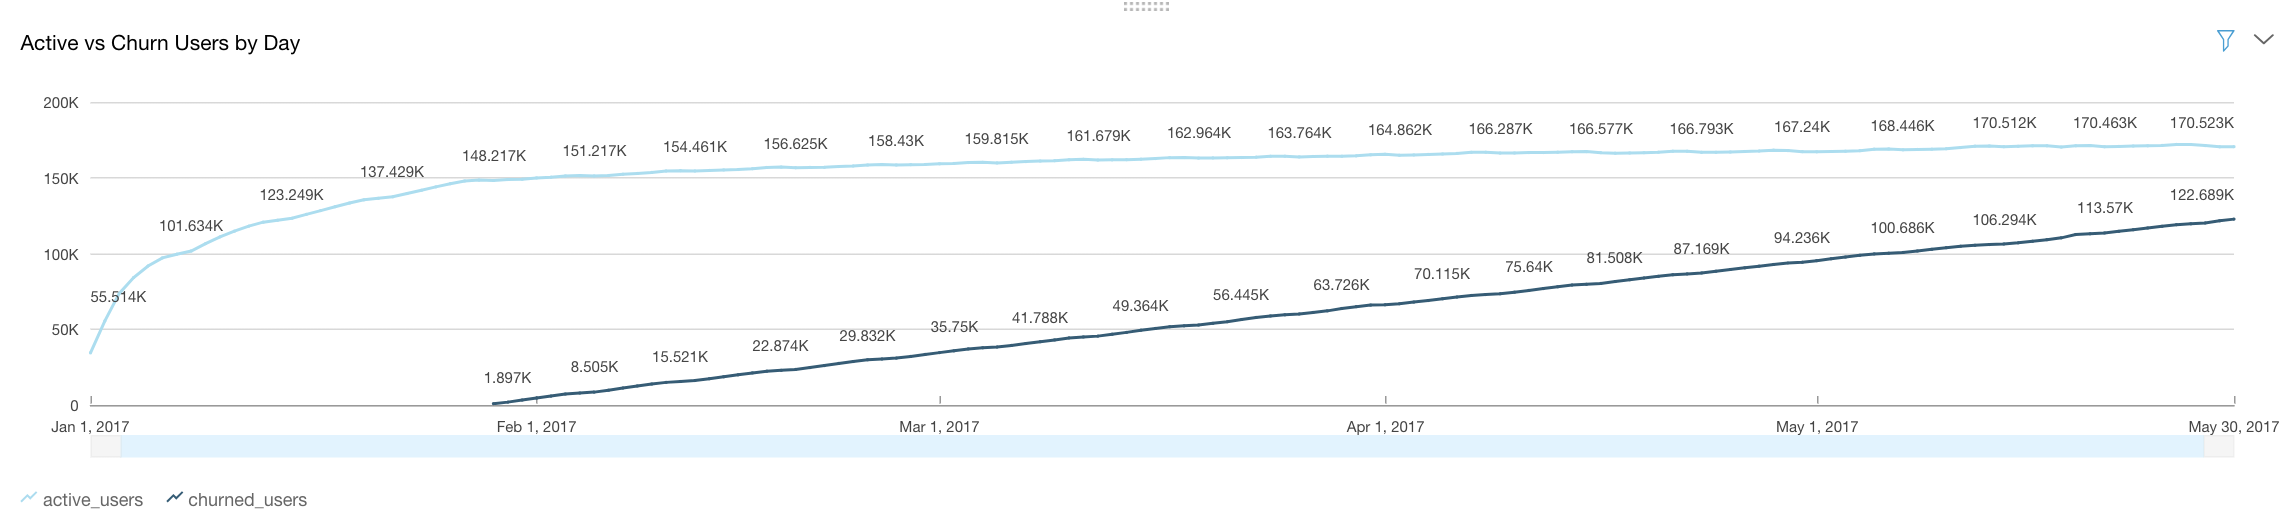 Active vs Churn Users by Day
200K
150K
100K
50K
0
55.514K
101.634K
123.249K
137.429K
148.217K
151.217K
154.461K
156.625K
158.43K
159.815K
161.679K
162.964K
163.764K
164.862K
166.287K
166.577K
166.793K
167.24K
168.446K
170.512K
170.463K
170.523K
1.897K
8.505K
15.521K
22.874K
29.832K
35.75K
41.788K
49.364K
56.445K
63.726K
70.115K
75.64K
81.508K
87.169K
94.236K
100.686K
106.294K
113.57K
122.689K
Jan 1, 2017
Feb 1, 2017
Mar 1, 2017
Apr 1, 2017
May 1, 2017
May 30, 2017
active_users
churned_users